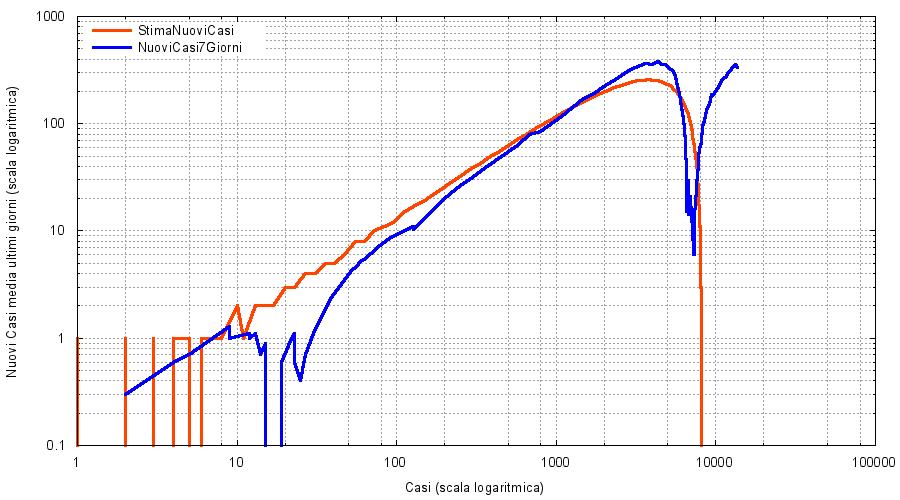 1000
StimaNuoviCasi
NuoviCasi7Giorni
100
10
1
0.1
Nuovi Casi media ultimi giorni (scala logaritmica)
1 10 100 1000 10000 100000
Casi (scala logaritmica)